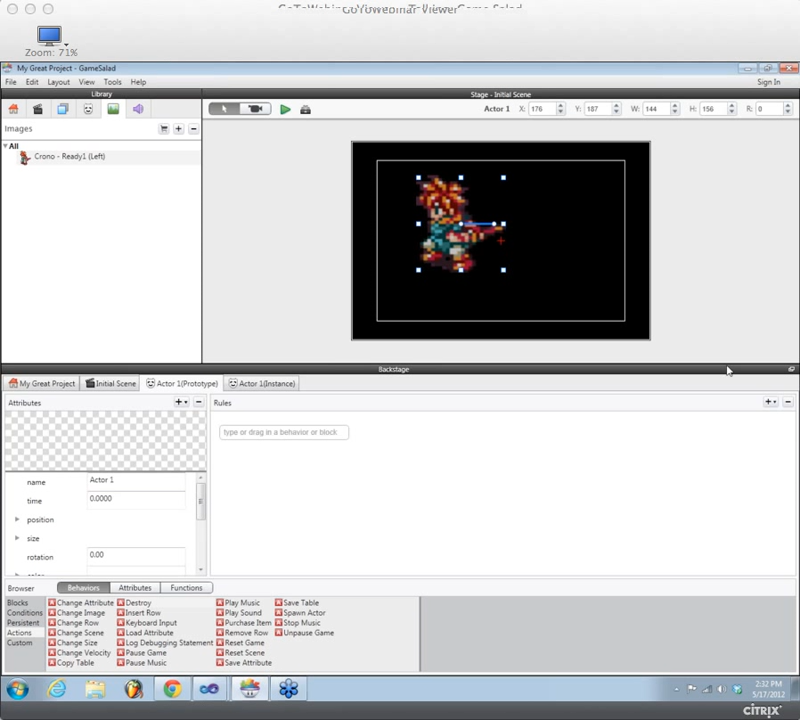 GoToWebinar Viewer
Zoom: 71%
My Great Project - GameSalad
File Edit Layout View Tools Help Sign In
Library Stage - Initial Scene
Actor 1 X: 176 Y: 187 W: 144 H: 156 R: 0
Images
All
Crono - Ready1 (Left)
Backstage
My Great Project Initial Scene Actor 1(Prototype) Actor 1(Instance)
Attributes Rules
type or drag in a behavior or block
name Actor 1
time 0.0000
position
size
rotation 0.00
Browser Behaviors Attributes Functions
Blocks Change Attribute Destroy Play Music Save Table
Conditions Change Image Insert Row Play Sound Spawn Actor
Persistent Change Row Keyboard Input Purchase Item Stop Music
Actions Change Scene Load Attribute Remove Row Unpause Game
Custom Change Size Log Debugging Statement Reset Game
Change Velocity Pause Game Reset Scene
Copy Table Pause Music Save Attribute
2:32 PM
5/17/2012
CITRIX